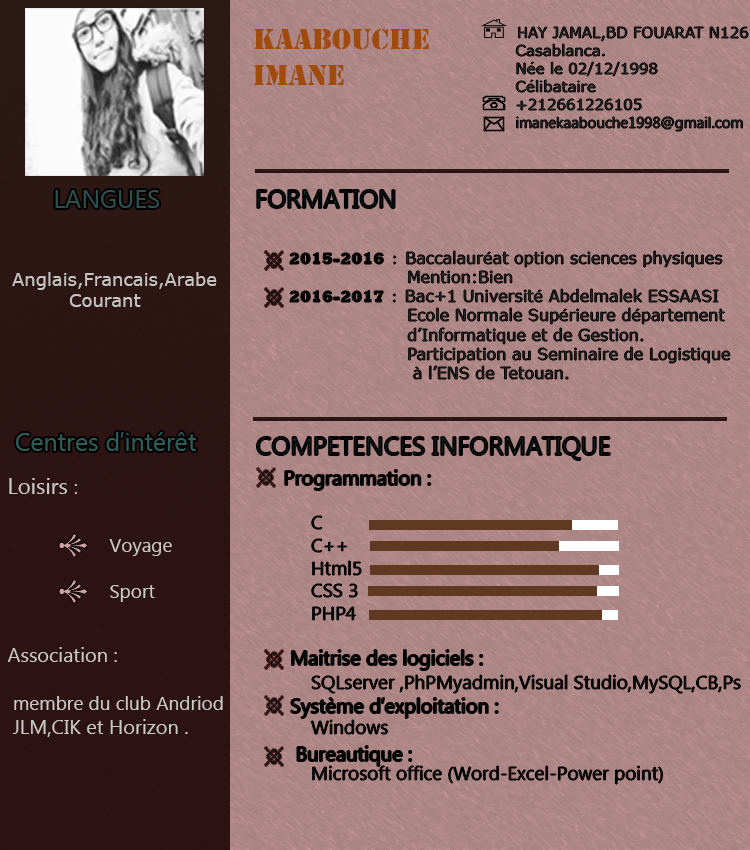 KAABOUCHE
IMANE
HAY JAMAL,BD FOUARAT N126
Casablanca.
Née le 02/12/1998
Célibataire
+212661226105
imanekaabouche1998@gmail.com
LANGUES
Anglais,Francais,Arabe
Courant
Centres d'intérêt
Loisirs :
Voyage
Sport
Association :
membre du club Andriod
JLM,CIK et Horizon .
FORMATION
2015-2016 : Baccalauréat option sciences physiques
Mention:Bien
2016-2017 : Bac+1 Université Abdelmalek ESSAASI
Ecole Normale Supérieure département
d'Informatique et de Gestion.
Participation au Seminaire de Logistique
à l'ENS de Tetouan.
COMPETENCES INFORMATIQUE
Programmation :
C
C++
Html5
CSS 3
PHP4
Maitrise des logiciels :
SQLserver ,PhPMyadmin,Visual Studio,MySQL,CB,Ps
Système d'exploitation :
Windows
Bureautique :
Microsoft office (Word-Excel-Power point)